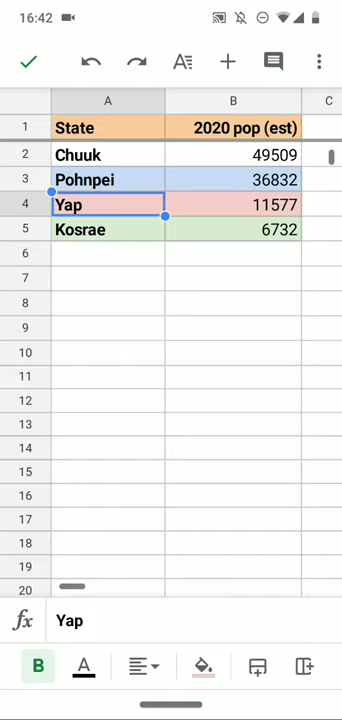 16:42
A B C
1 State 2020 pop (est)
2 Chuuk 49509
3 Pohnpei 36832
4 Yap 11577
5 Kosrae 6732
6
7
8
9
10
11
12
13
14
15
16
17
18
19
20
fx Yap
B A